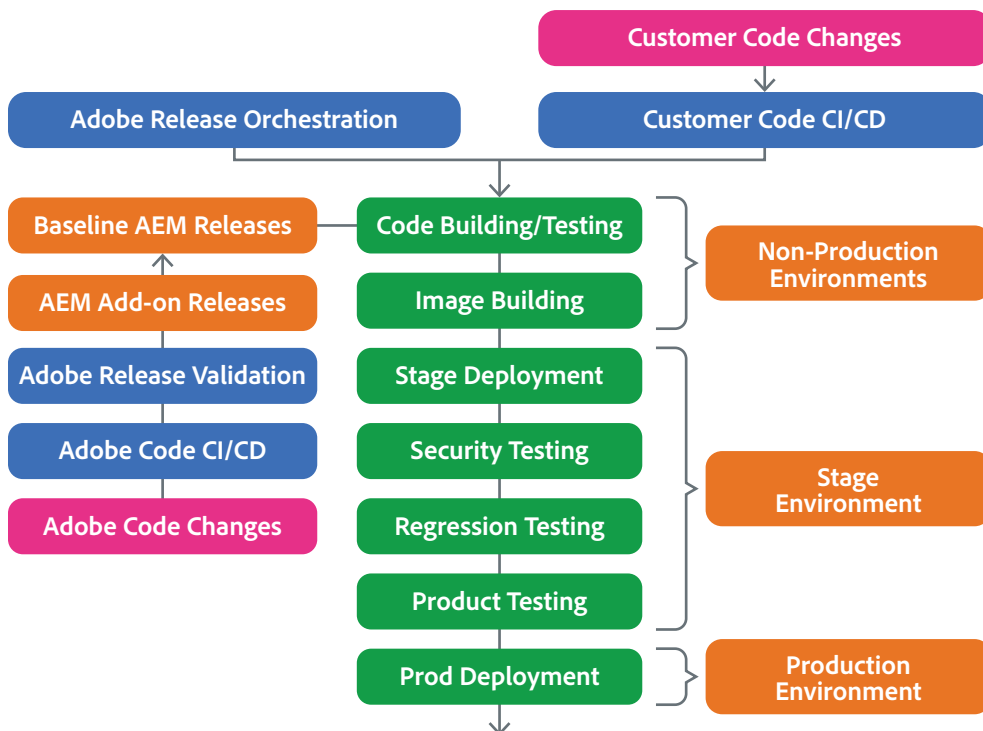 Customer Code Changes
Adobe Release Orchestration
Customer Code CI/CD
Baseline AEM Releases
Code Building/Testing
Non-Production
Environments
AEM Add-on Releases
Image Building
Adobe Release Validation
Stage Deployment
Adobe Code CI/CD
Security Testing
Stage
Environment
Adobe Code Changes
Regression Testing
Product Testing
Prod Deployment
Production
Environment